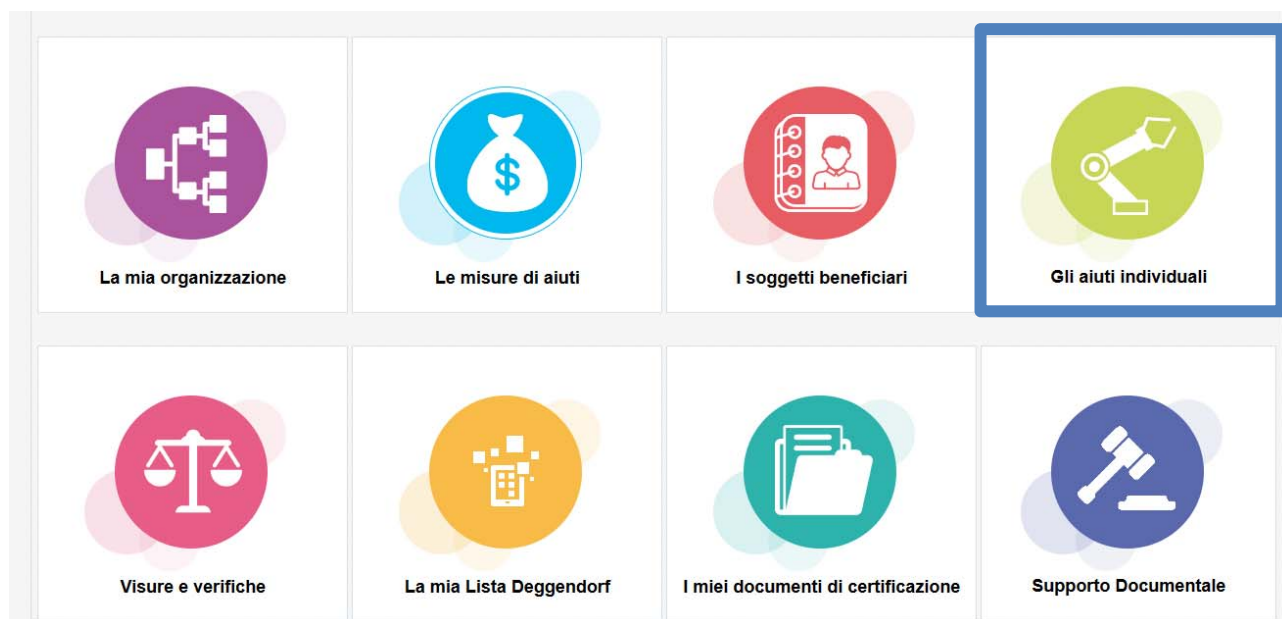 La mia organizzazione
Le misure di aiuti
I soggetti beneficiari
Gli aiuti individuali
Visure e verifiche
La mia Lista Deggendorf
I miei documenti di certificazione
Supporto Documentale